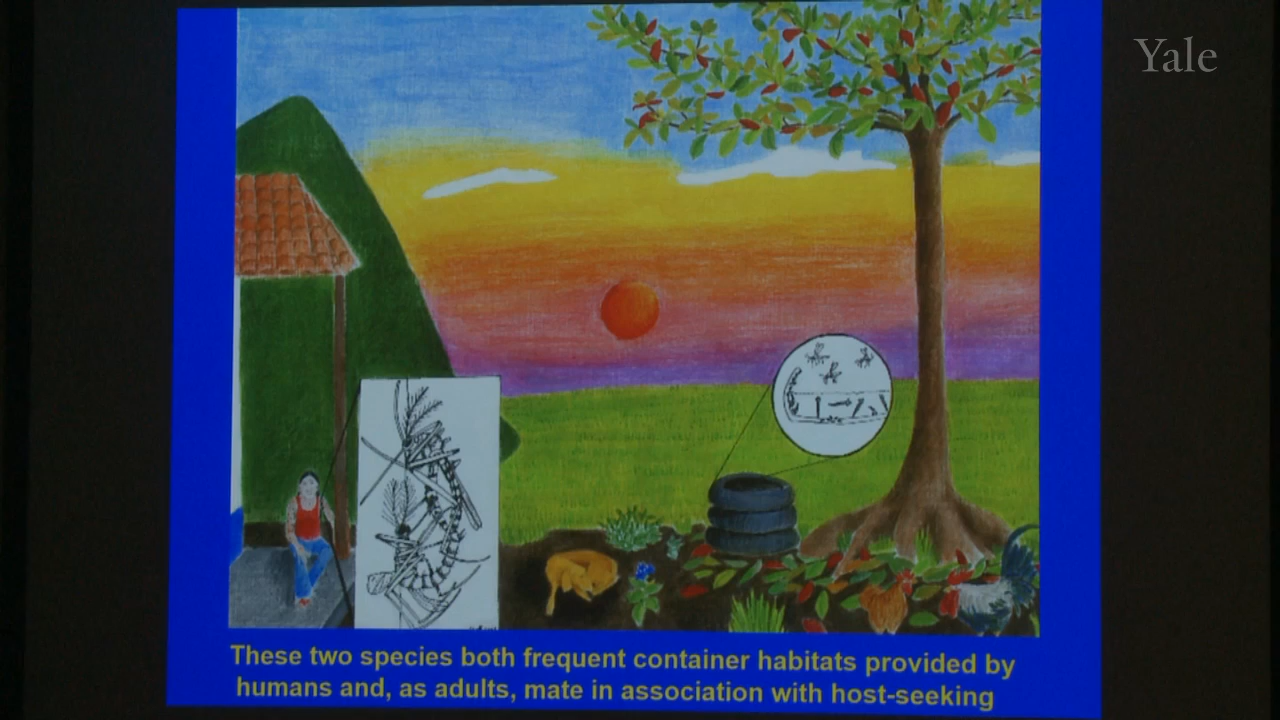 Yale
These two species both frequent container habitats provided by
humans and, as adults, mate in association with host-seeking